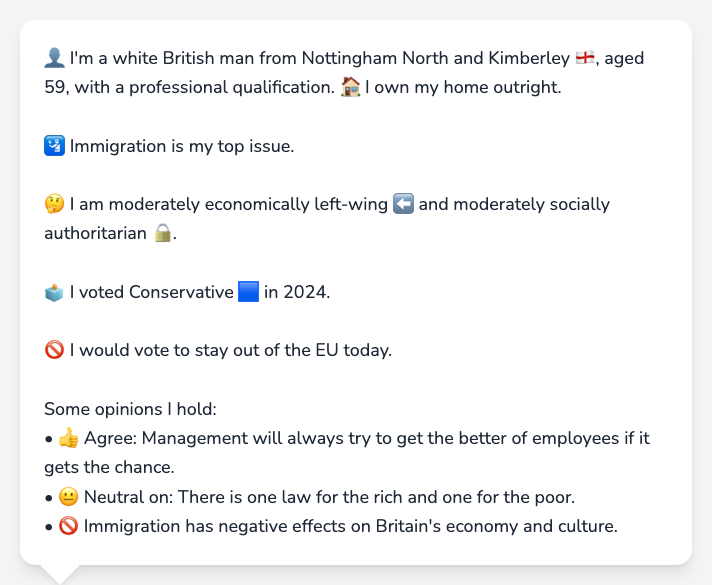 👤 I'm a white British man from Nottingham North and Kimberley 🏴󠁧󠁢󠁥󠁮󠁧󠁿, aged
59, with a professional qualification. 🏠 I own my home outright.
🛂 Immigration is my top issue.
🤔 I am moderately economically left-wing ⬅️ and moderately socially
authoritarian 🔒.
🗳️ I voted Conservative 🟦 in 2024.
🚫 I would vote to stay out of the EU today.
Some opinions I hold:
• 👍 Agree: Management will always try to get the better of employees if it
gets the chance.
• 😐 Neutral on: There is one law for the rich and one for the poor.
• 🚫 Immigration has negative effects on Britain's economy and culture.